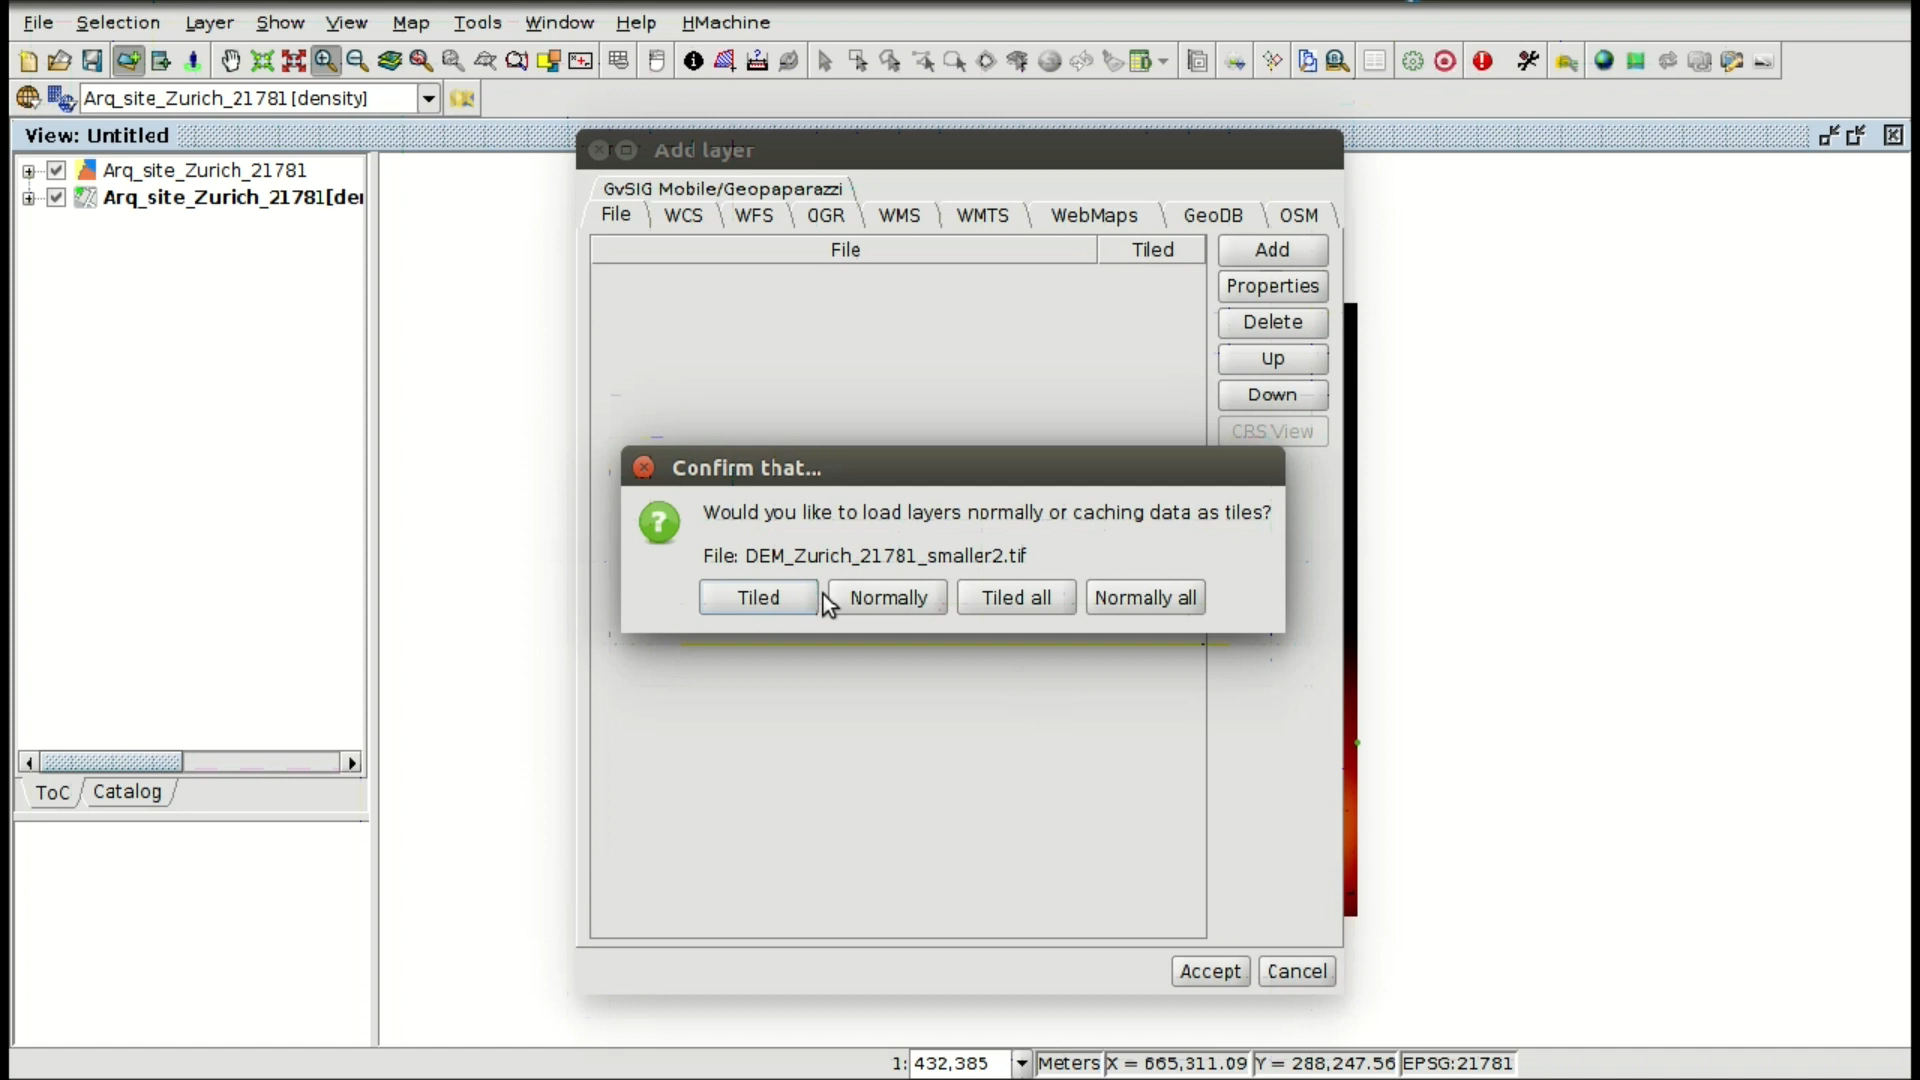 File Selection Layer Show View Map Tools Window Help HMachine
Arq_site_Zurich_21781[density]
View: Untitled
Arq_site_Zurich_21781
Arq_site_Zurich_21781[der
ToC Catalog
Add layer
GvSIG Mobile/Geopaparazzi
File WCS WFS OGR WMS WMTS WebMaps GeoDB OSM
File Tiled
Add
Properties
Delete
Up
Down
CRS View
Confirm that...
Would you like to load layers normally or caching data as tiles?
File: DEM_Zurich_21781_smaller2.tif
Tiled Normally Tiled all Normally all
Accept Cancel
1: 432,385 Meters X = 665,311.09 Y = 288,247.56 EPSG:21781